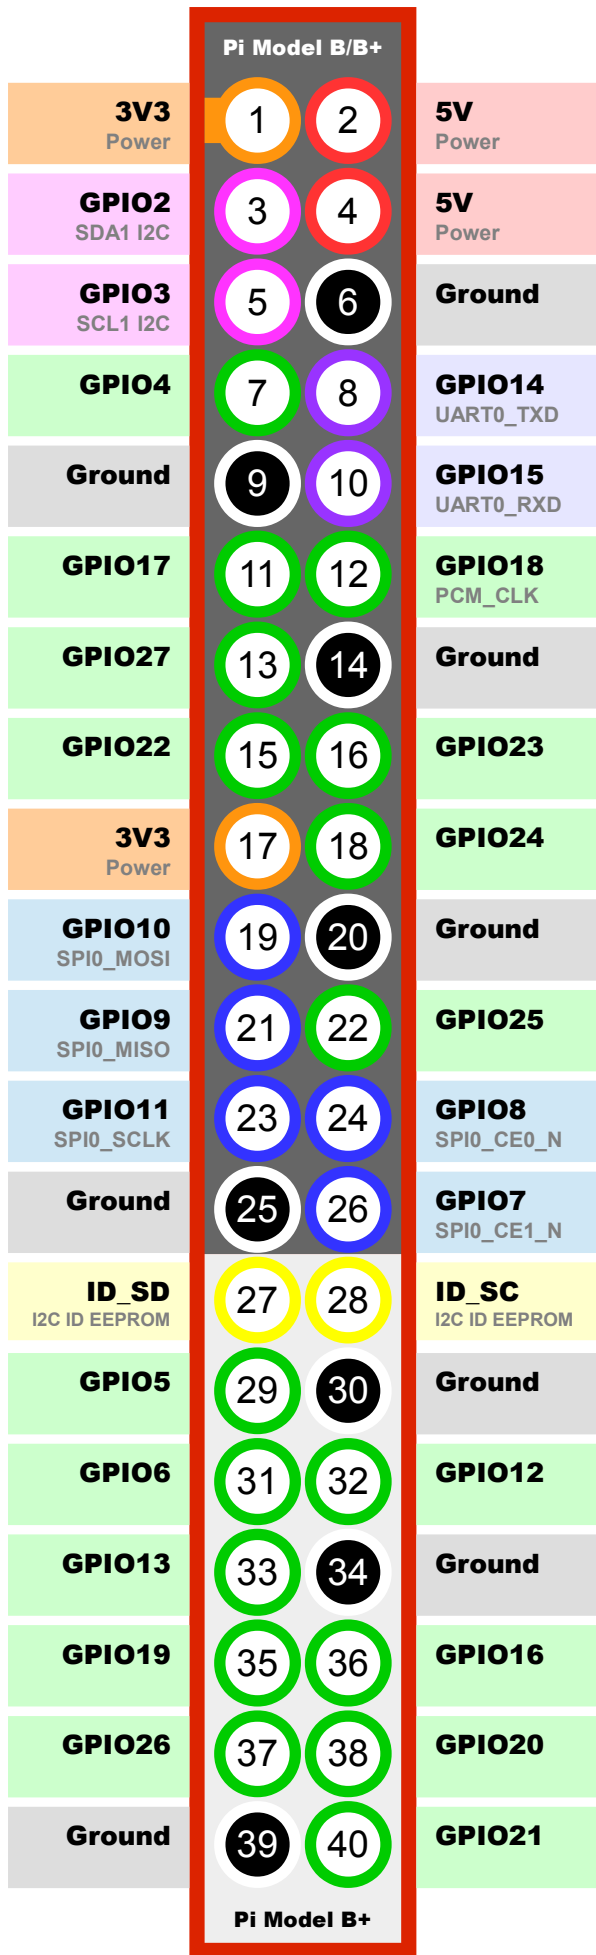 Pi Model B/B+
3V3 1 2 5V
Power Power
GPIO2 3 4 5V
SDA1 I2C Power
GPIO3 5 6 Ground
SCL1 I2C
GPIO4 7 8 GPIO14
UART0_TXD
Ground 9 10 GPIO15
UART0_RXD
GPIO17 11 12 GPIO18
PCM_CLK
GPIO27 13 14 Ground
GPIO22 15 16 GPIO23
3V3 17 18 GPIO24
Power
GPIO10 19 20 Ground
SPI0_MOSI
GPIO9 21 22 GPIO25
SPI0_MISO
GPIO11 23 24 GPIO8
SPI0_SCLK SPI0_CE0_N
Ground 25 26 GPIO7
SPI0_CE1_N
ID_SD 27 28 ID_SC
I2C ID EEPROM I2C ID EEPROM
GPIO5 29 30 Ground
GPIO6 31 32 GPIO12
GPIO13 33 34 Ground
GPIO19 35 36 GPIO16
GPIO26 37 38 GPIO20
Ground 39 40 GPIO21
Pi Model B+